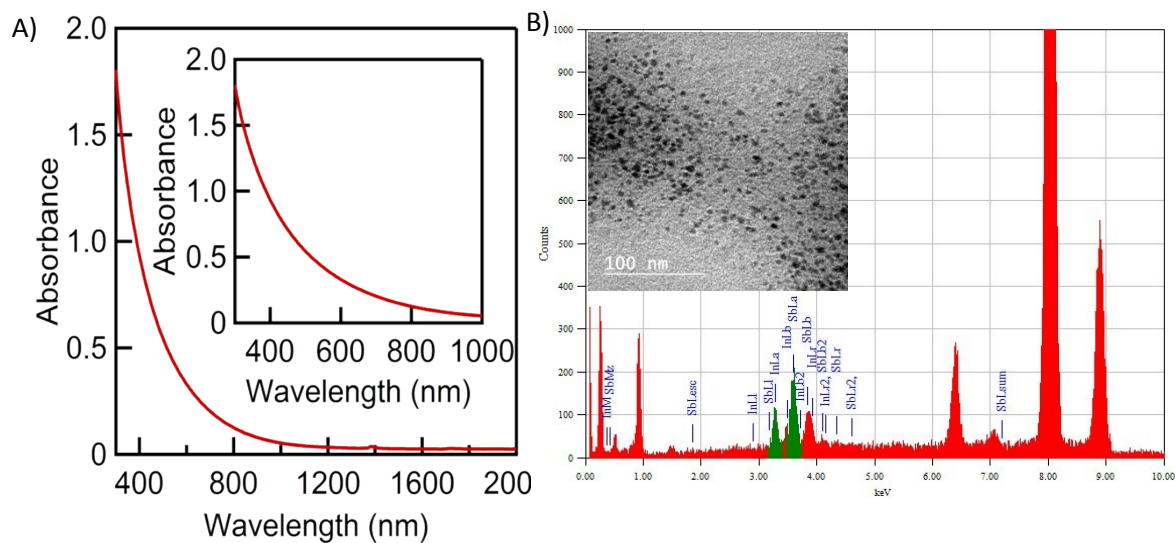 A)
2.0
1.5
1.0
0.5
0
Absorbance
400 800 1200 1600 2000
Wavelength (nm)
2.0
1.5
1.0
0.5
0
Absorbance
400 600 800 1000
Wavelength (nm)
B)
1000
900
800
700
600
500
400
300
200
100
0
Counts
100 nm
InM
SbMz
SbLesc
InLl
SbLl
InLa
InLb
SbLa
InLb2
SbLb
InLr
InLr2,
SbLb2
SbLr
SbLr2,
SbLsum
0.00 1.00 2.00 3.00 4.00 5.00 6.00 7.00 8.00 9.00 10.00
keV